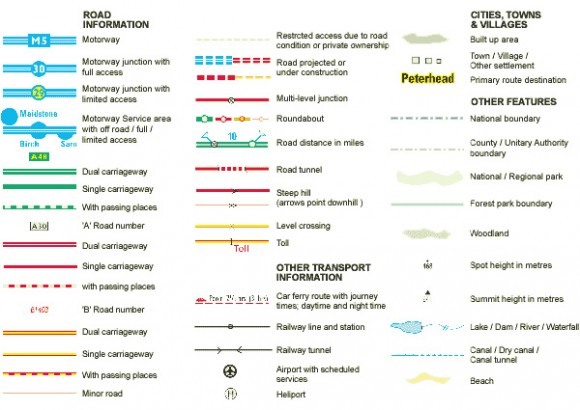 ROAD
INFORMATION
M5
Motorway
30
Motorway junction with
full access
Motorway junction with
limited access
Maidstone
Birch
Sarn
Motorway Service area
with off road / full /
limited access
A48
Dual carriageway
Single carriageway
With passing places
A30
'A' Road number
Dual carriageway
Single carriageway
with passing places
'B' Road number
Dual carriageway
Single carriageway
With passing places
Minor road
Restrcted access due to road
condition or private ownership
Road projected or
under construction
Multi-level junction
Roundabout
10
Road distance in miles
Road tunnel
Steep hill
(arrows point downhill )
Level crossing
Toll
Toll
OTHER TRANSPORT
INFORMATION
Car ferry route with journey
times; daytime and night time
Railway line and station
Railway tunnel
Airport with scheduled
services
H
Heliport
CITIES, TOWNS
& VILLAGES
Built up area
Town / Village /
Other settlement
Peterhead
Primary route destination
OTHER FEATURES
National boundary
County / Unitary Authority
boundary
National / Regional park
Forest park boundary
Woodland
Spot height in metres
Summit height in metres
Lake / Dam / River / Waterfall
Canal / Dry canal /
Canal tunnel
Beach